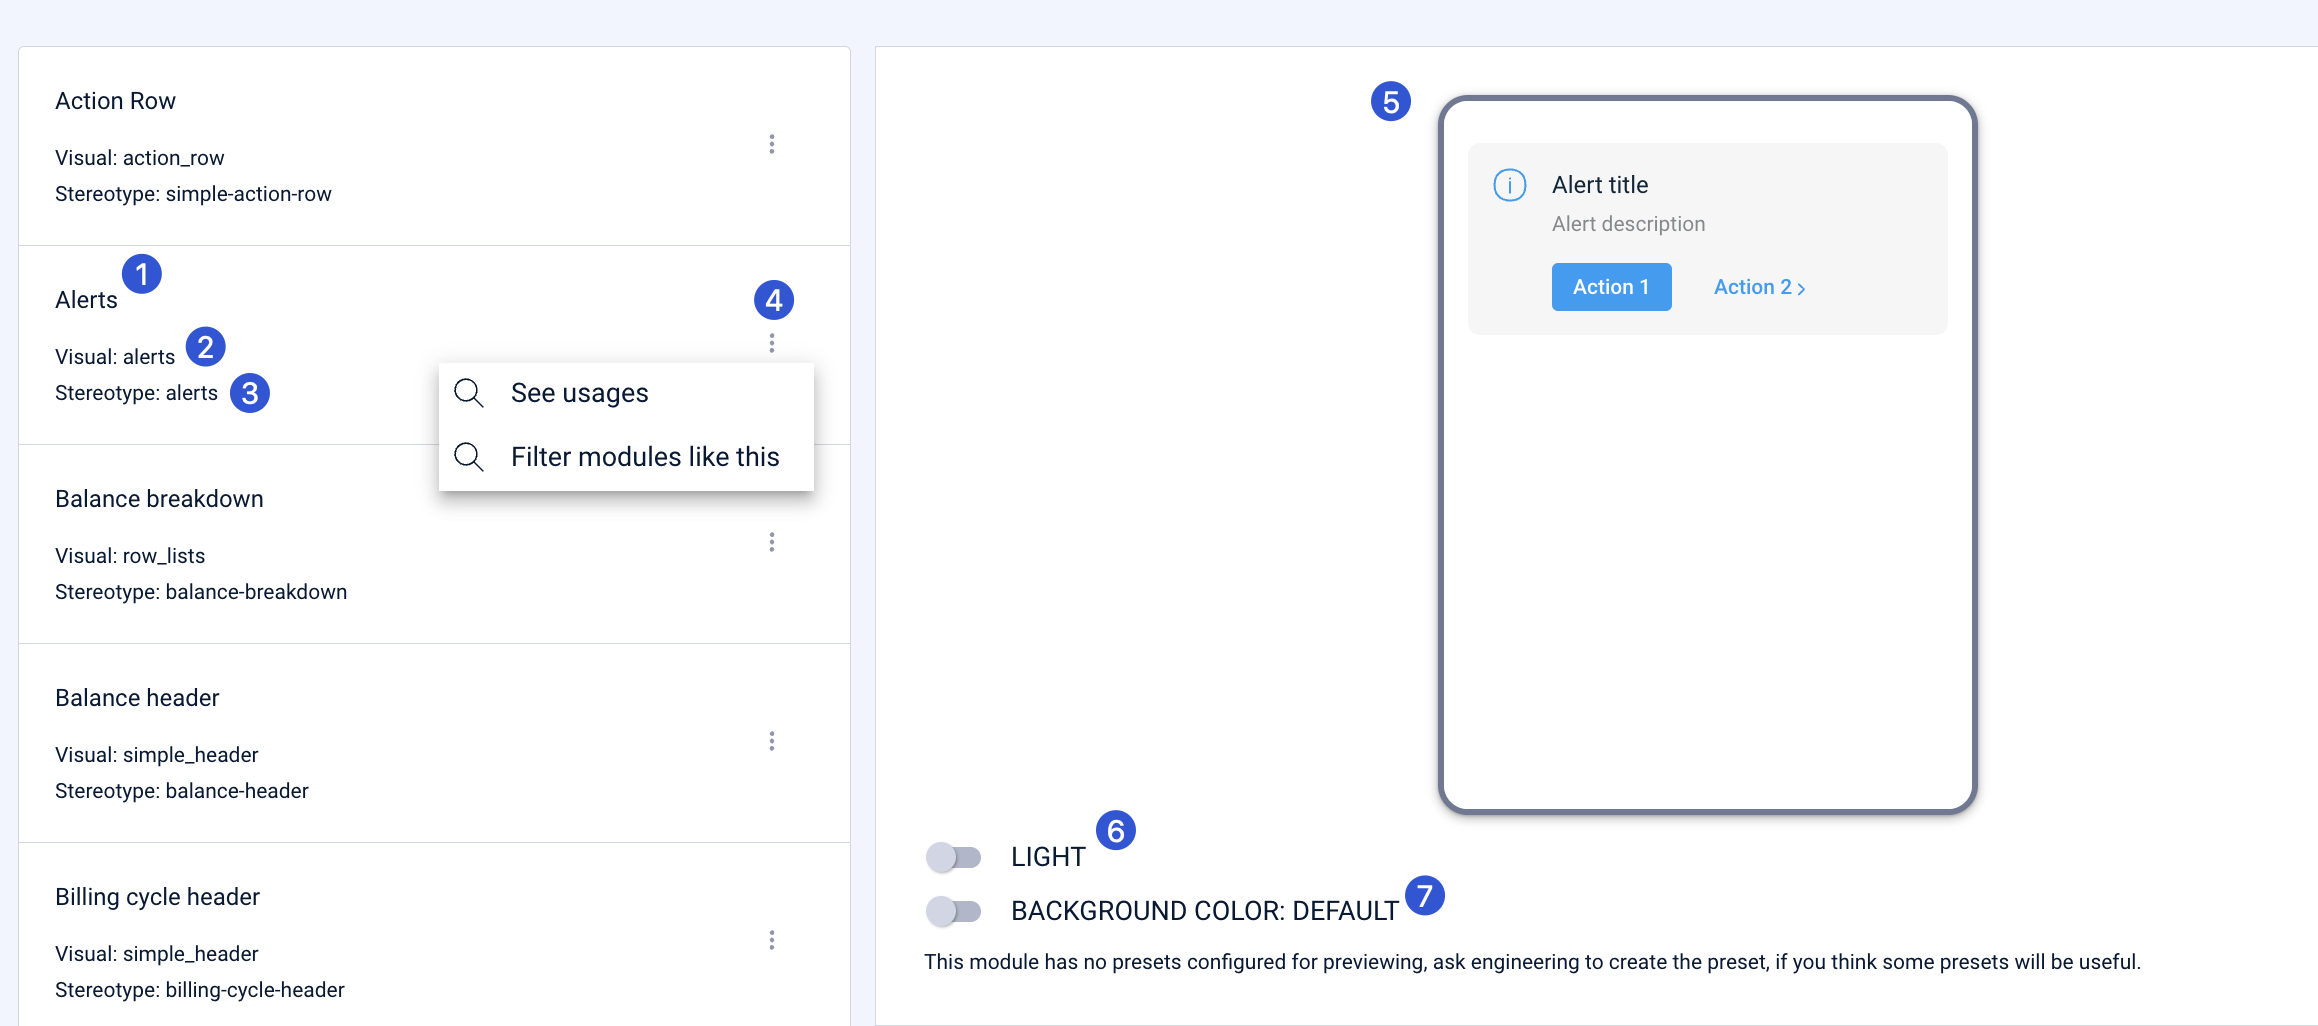 Action Row
Visual: action_row
Stereotype: simple-action-row
1
Alerts
4
Visual: alerts 2
Stereotype: alerts 3
See usages
Filter modules like this
Balance breakdown
Visual: row_lists
Stereotype: balance-breakdown
Balance header
Visual: simple_header
Stereotype: balance-header
Billing cycle header
Visual: simple_header
Stereotype: billing-cycle-header
5
Alert title
Alert description
Action 1 Action 2
6
LIGHT
7
BACKGROUND COLOR: DEFAULT
This module has no presets configured for previewing, ask engineering to create the preset, if you think some presets will be useful.